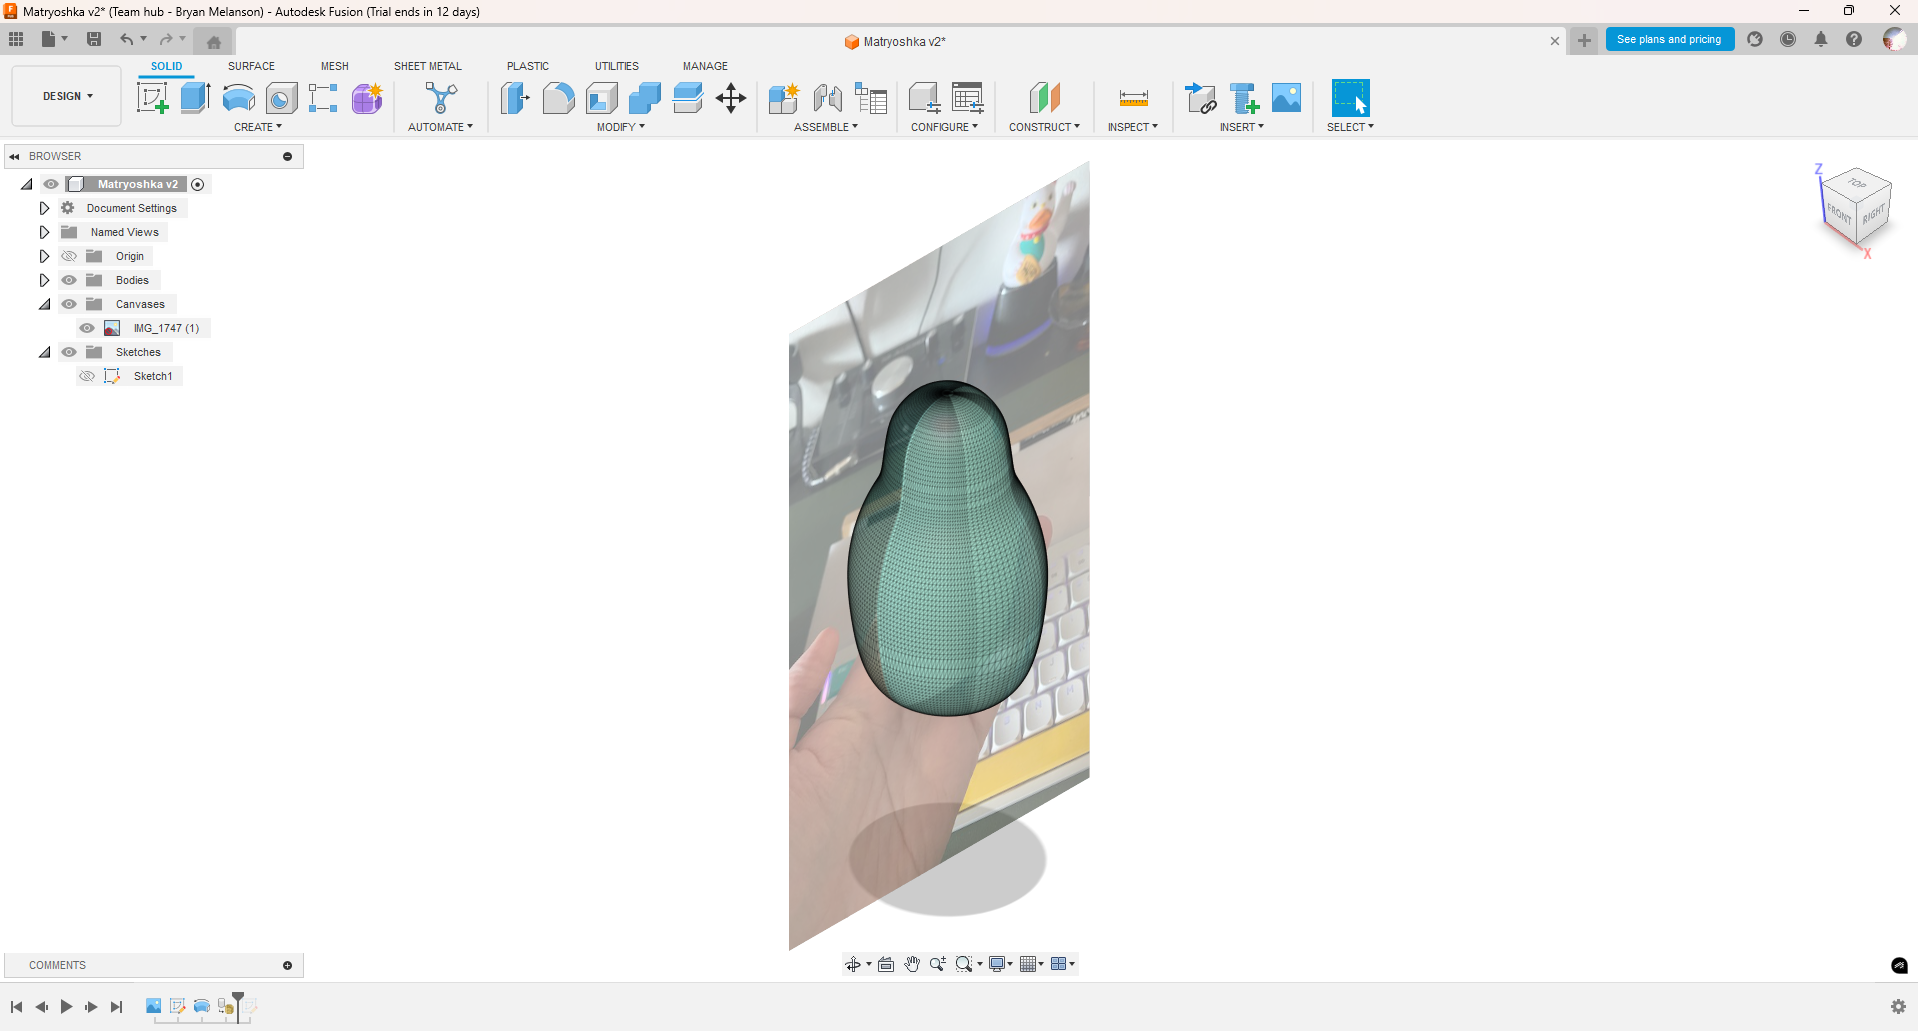 Matryoshka v2* (Team hub - Bryan Melanson) - Autodesk Fusion (Trial ends in 12 days)
Matryoshka v2*
See plans and pricing
SOLID SURFACE MESH SHEET METAL PLASTIC UTILITIES MANAGE
DESIGN
CREATE AUTOMATE MODIFY ASSEMBLE CONFIGURE CONSTRUCT INSPECT INSERT SELECT
BROWSER
Matryoshka v2
Document Settings
Named Views
Origin
Bodies
Canvases
IMG_1747 (1)
Sketches
Sketch1
Z
TOP
FRONT
RIGHT
X
COMMENTS